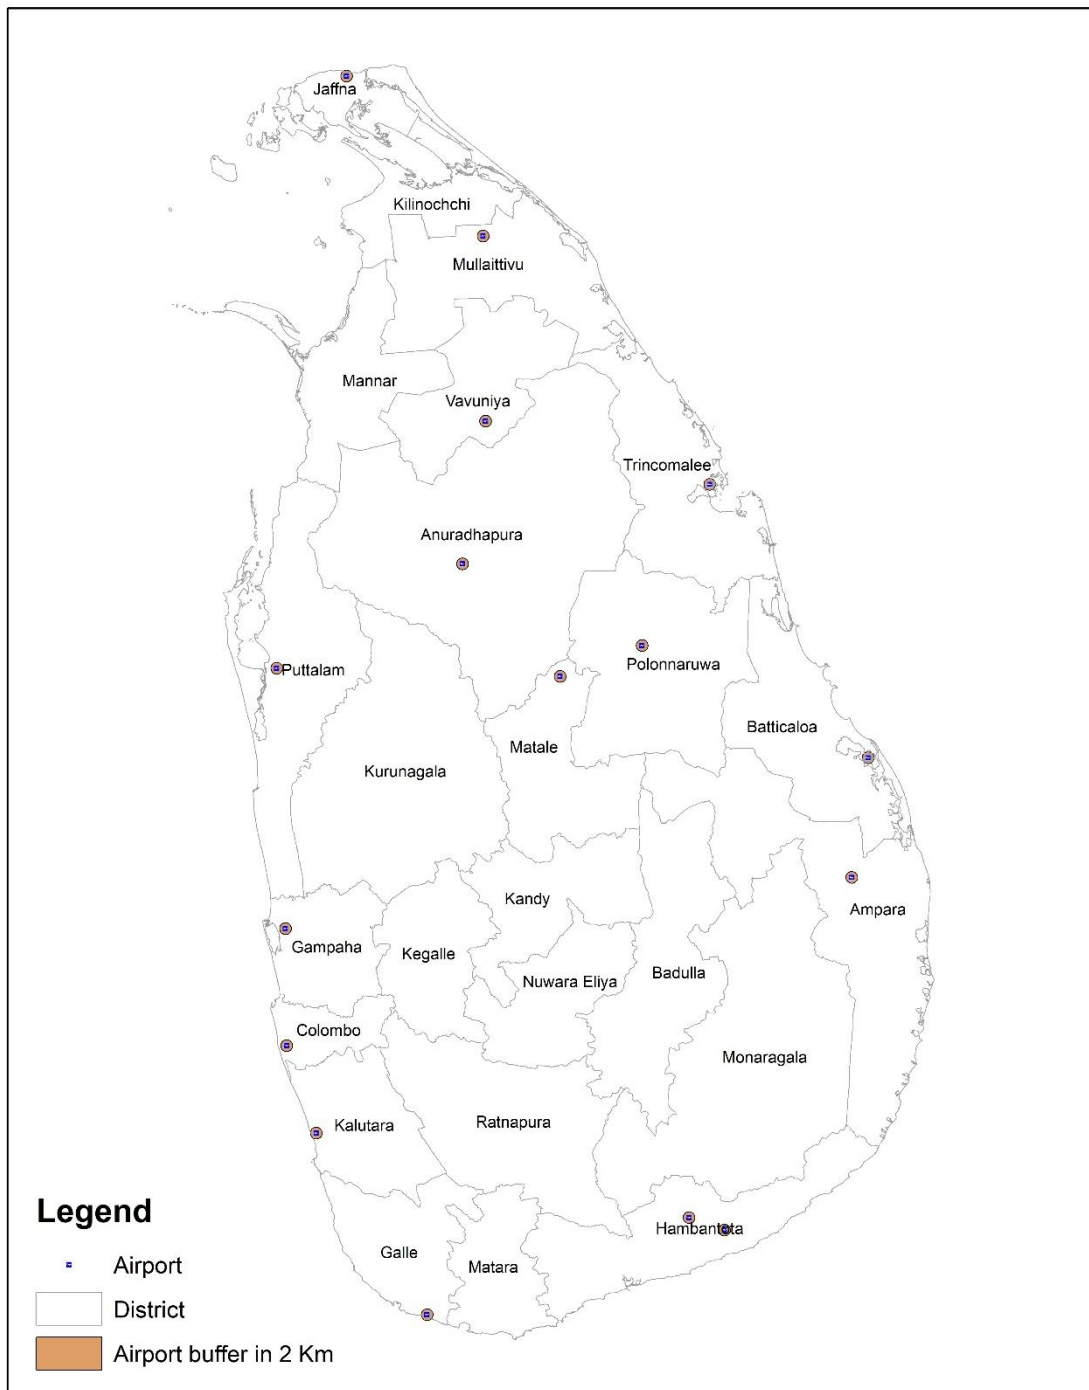 Jaffna
Kilinochchi
Mullaittivu
Mannar
Vavuniya
Trincomalee
Anuradhapura
Puttalam
Polonnaruwa
Matale
Batticaloa
Kurunagala
Kandy
Ampara
Gampaha
Kegalle
Nuwara Eliya
Badulla
Colombo
Monaragala
Kalutara
Ratnapura
Hambantota
Galle
Matara
Legend
Airport
District
Airport buffer in 2 Km